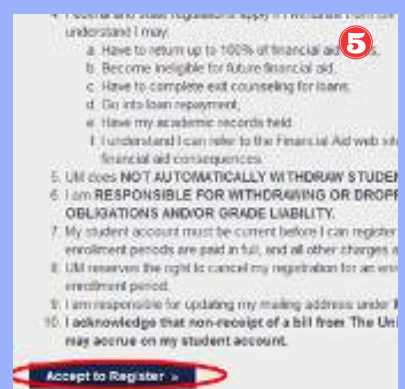 4. Federal and state regulations apply if I withdraw from
understand I may:
a. Have to return up to 100% of financial aid
5
b. Become ineligible for future financial aid,
c. Have to complete exit counseling for loans,
d. Go into loan repayment,
e. Have my academic records held
f. I understand I can refer to the Financial Aid web
financial aid consequences.
5. UM does NOT AUTOMATICALLY WITHDRAW
6. I am RESPONSIBLE FOR WITHDRAWING OR
OBLIGATIONS AND/OR GRADE LIABILITY.
7. My student account must be current before I can register
enrollment periods are paid in full, and all other charges
8. UM reserves the right to cancel my registration for an
enrollment period.
9. I am responsible for updating my mailing address under
10. I acknowledge that non-receipt of a bill from The
may accrue on my student account.
Accept to Register »